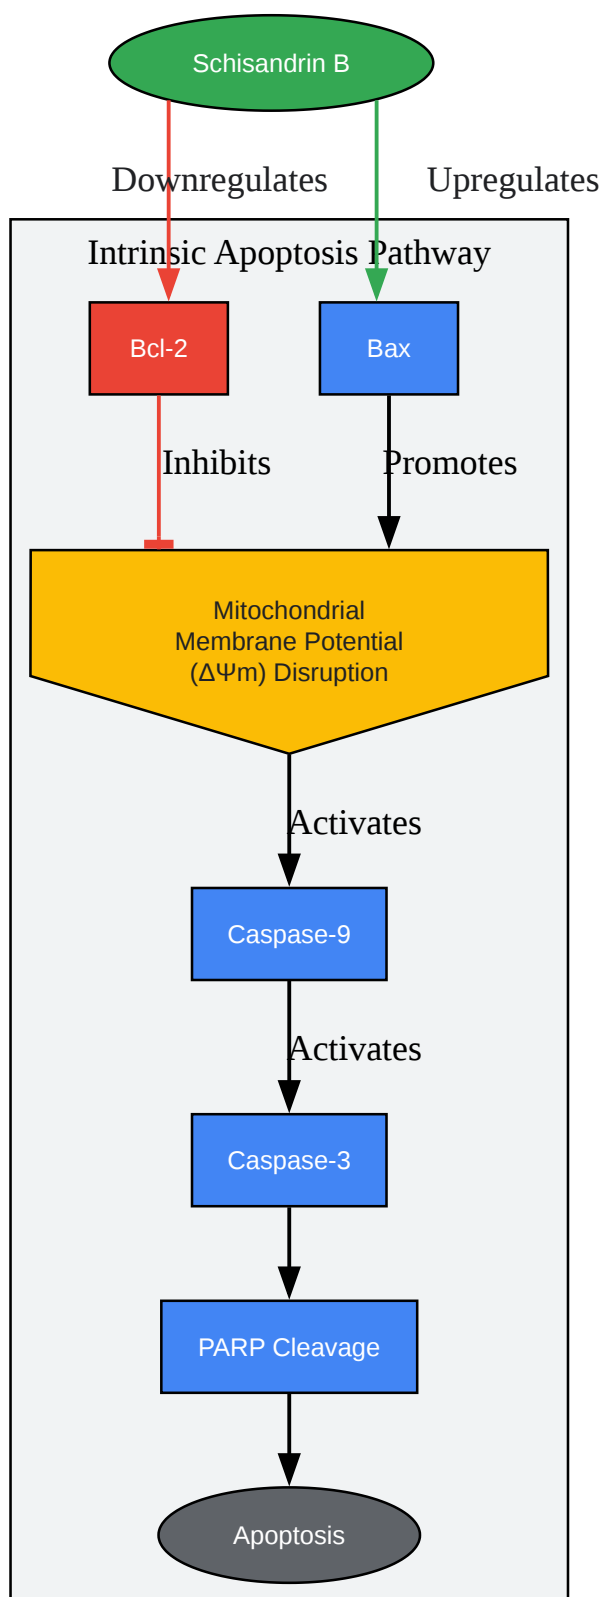 Schisandrin B
Downregulates
Upregulates
Intrinsic Apoptosis Pathway
Bcl-2
Bax
Inhibits
Promotes
Mitochondrial
Membrane Potential
(ΔΨm) Disruption
Activates
Caspase-9
Activates
Caspase-3
PARP Cleavage
Apoptosis